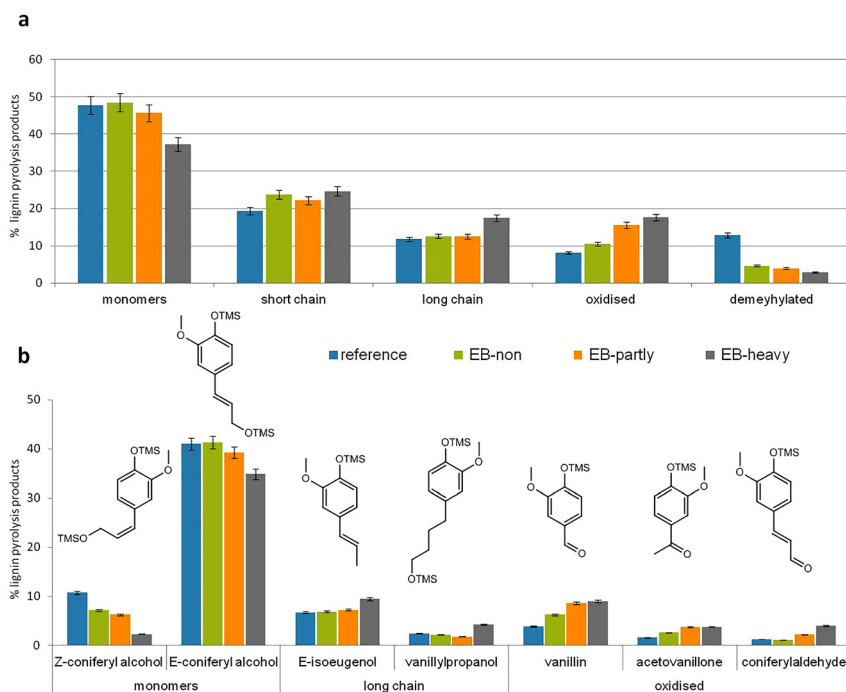 a
% lignin pyrolysis products
60
50
40
30
20
10
0
monomers short chain long chain oxidised demeyhylated
b
reference EB-non EB-partly EB-heavy
% lignin pyrolysis products
50
40
30
20
10
0
OTMS
O
OTMS
OTMS
O
TMSO
OTMS
O
OTMS
O
OTMS
OTMS
O
O
OTMS
O
O
OTMS
O
O
Z-coniferyl alcohol E-coniferyl alcohol E-isoeugenol vanillylpropanol vanillin acetovanillone coniferylaldehyde
monomers long chain oxidised